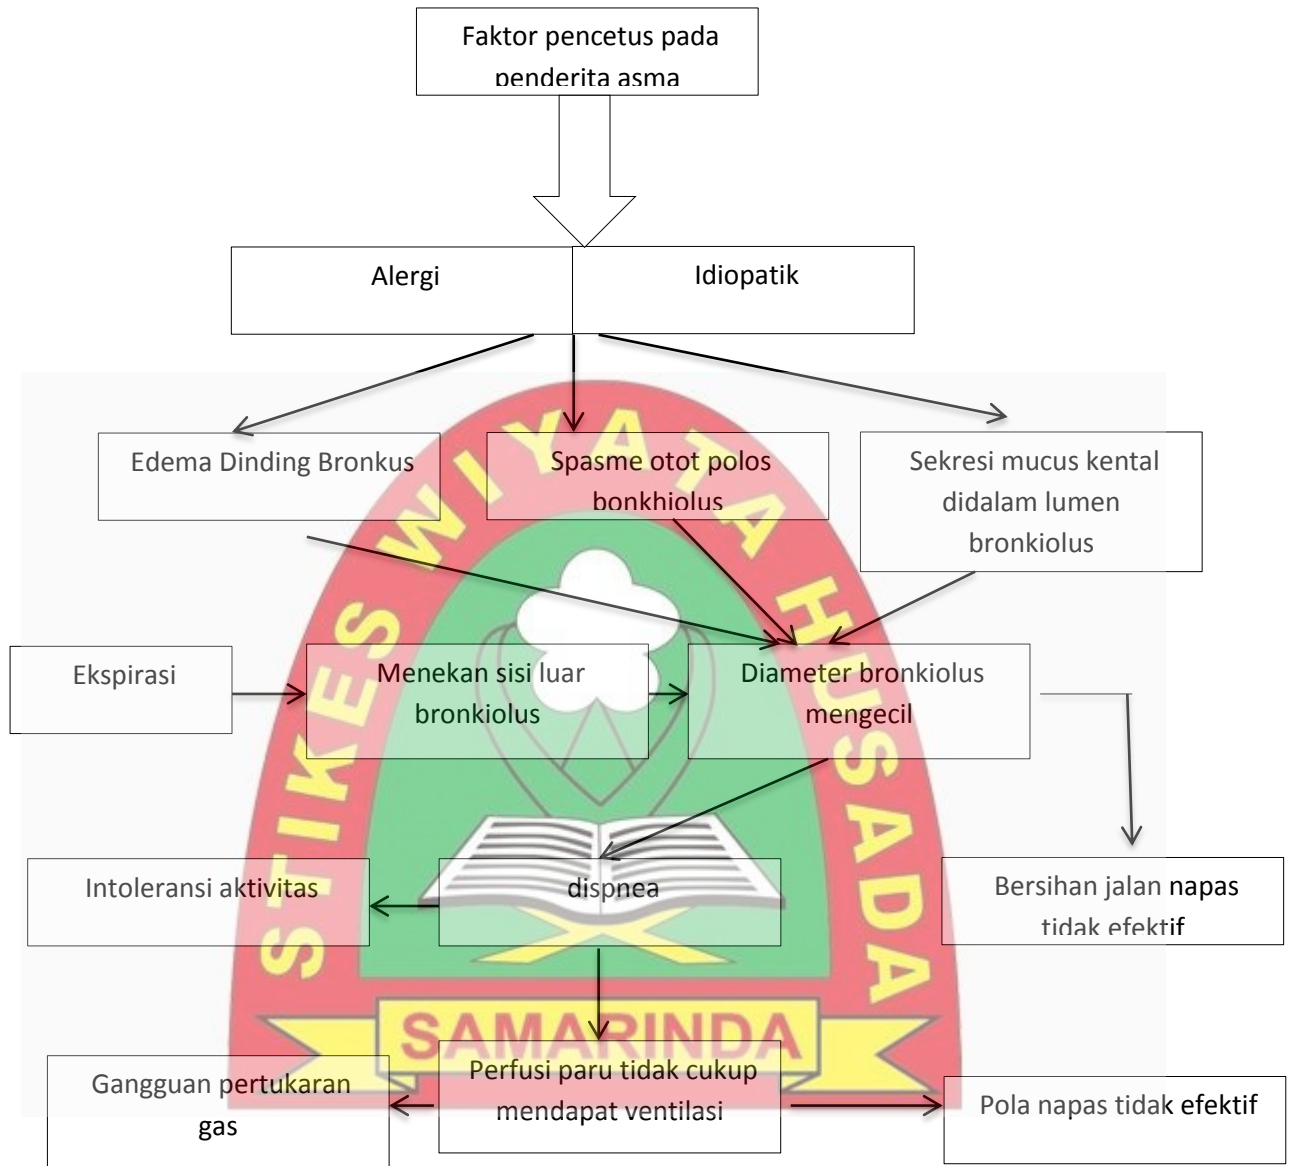 Faktor pencetus pada
penderita asma
Alergi
Idiopatik
STIKES WIYATA HUSADA
Edema Dinding Bronkus
Spasme otot polos
bonkhiolus
Sekresi mucus kental
didalam lumen
bronkiolus
Ekspirasi
Menekan sisi luar
bronkiolus
Diameter bronkiolus
mengecil
Intoleransi aktivitas
dispnea
Bersihan jalan napas
tidak efektif
SAMARINDA
Gangguan pertukaran
gas
Perfusi paru tidak cukup
mendapat ventilasi
Pola napas tidak efektif